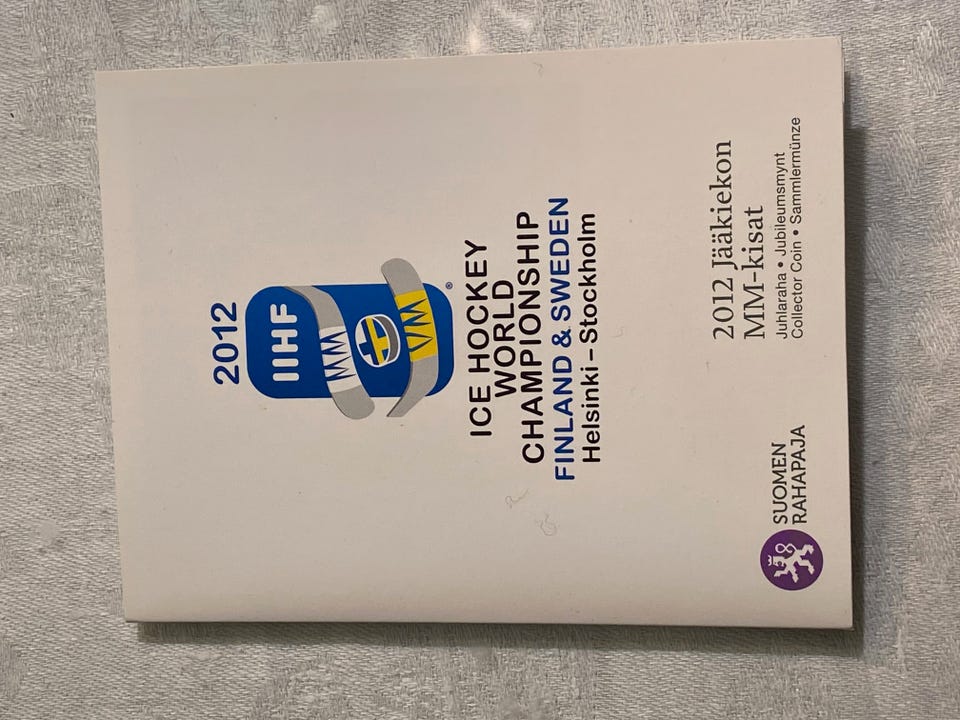 2012
IIHF
®
ICE HOCKEY
WORLD
CHAMPIONSHIP
FINLAND & SWEDEN
Helsinki – Stockholm
2012 Jääkiekon
MM-kisat
Juhlaraha • Jubileumsmynt
Collector Coin • Sammlermünze
SUOMEN
RAHAPAJA